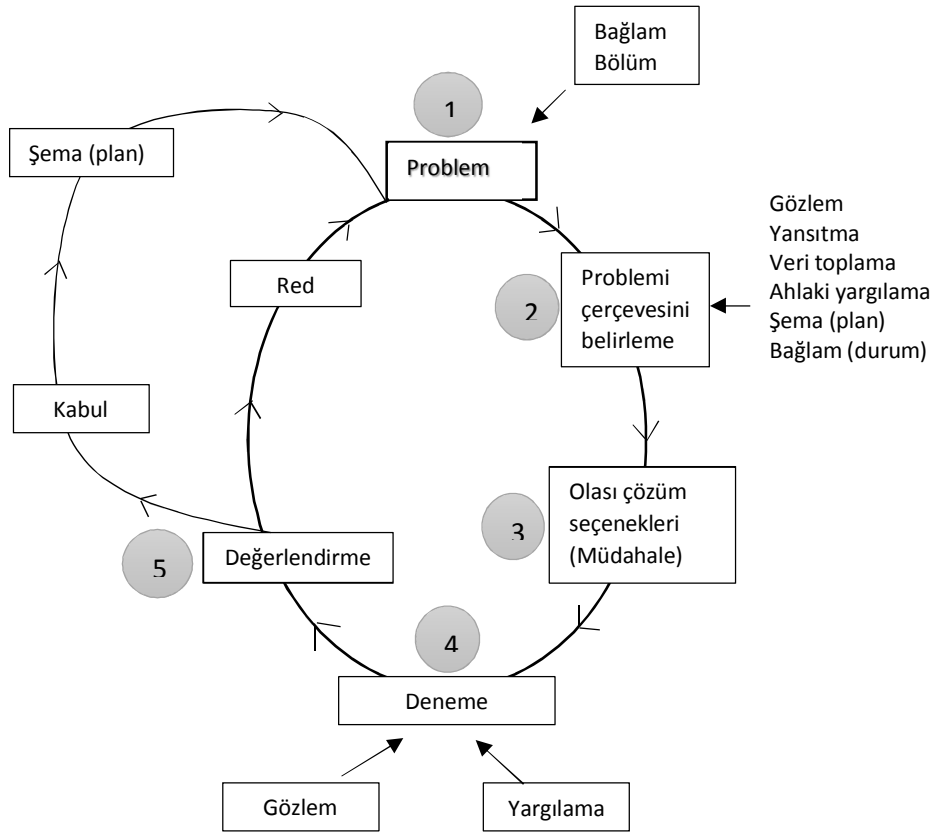 Bağlam
Bölüm
1
Problem
Şema (plan)
Gözlem
Yansıtma
Veri toplama
Ahlaki yargılama
Şema (plan)
Bağlam (durum)
Red
2
Problemi
çerçevesini
belirleme
Kabul
3
Olası çözüm
seçenekleri
(Müdahale)
5
Değerlendirme
4
Deneme
Gözlem
Yargılama